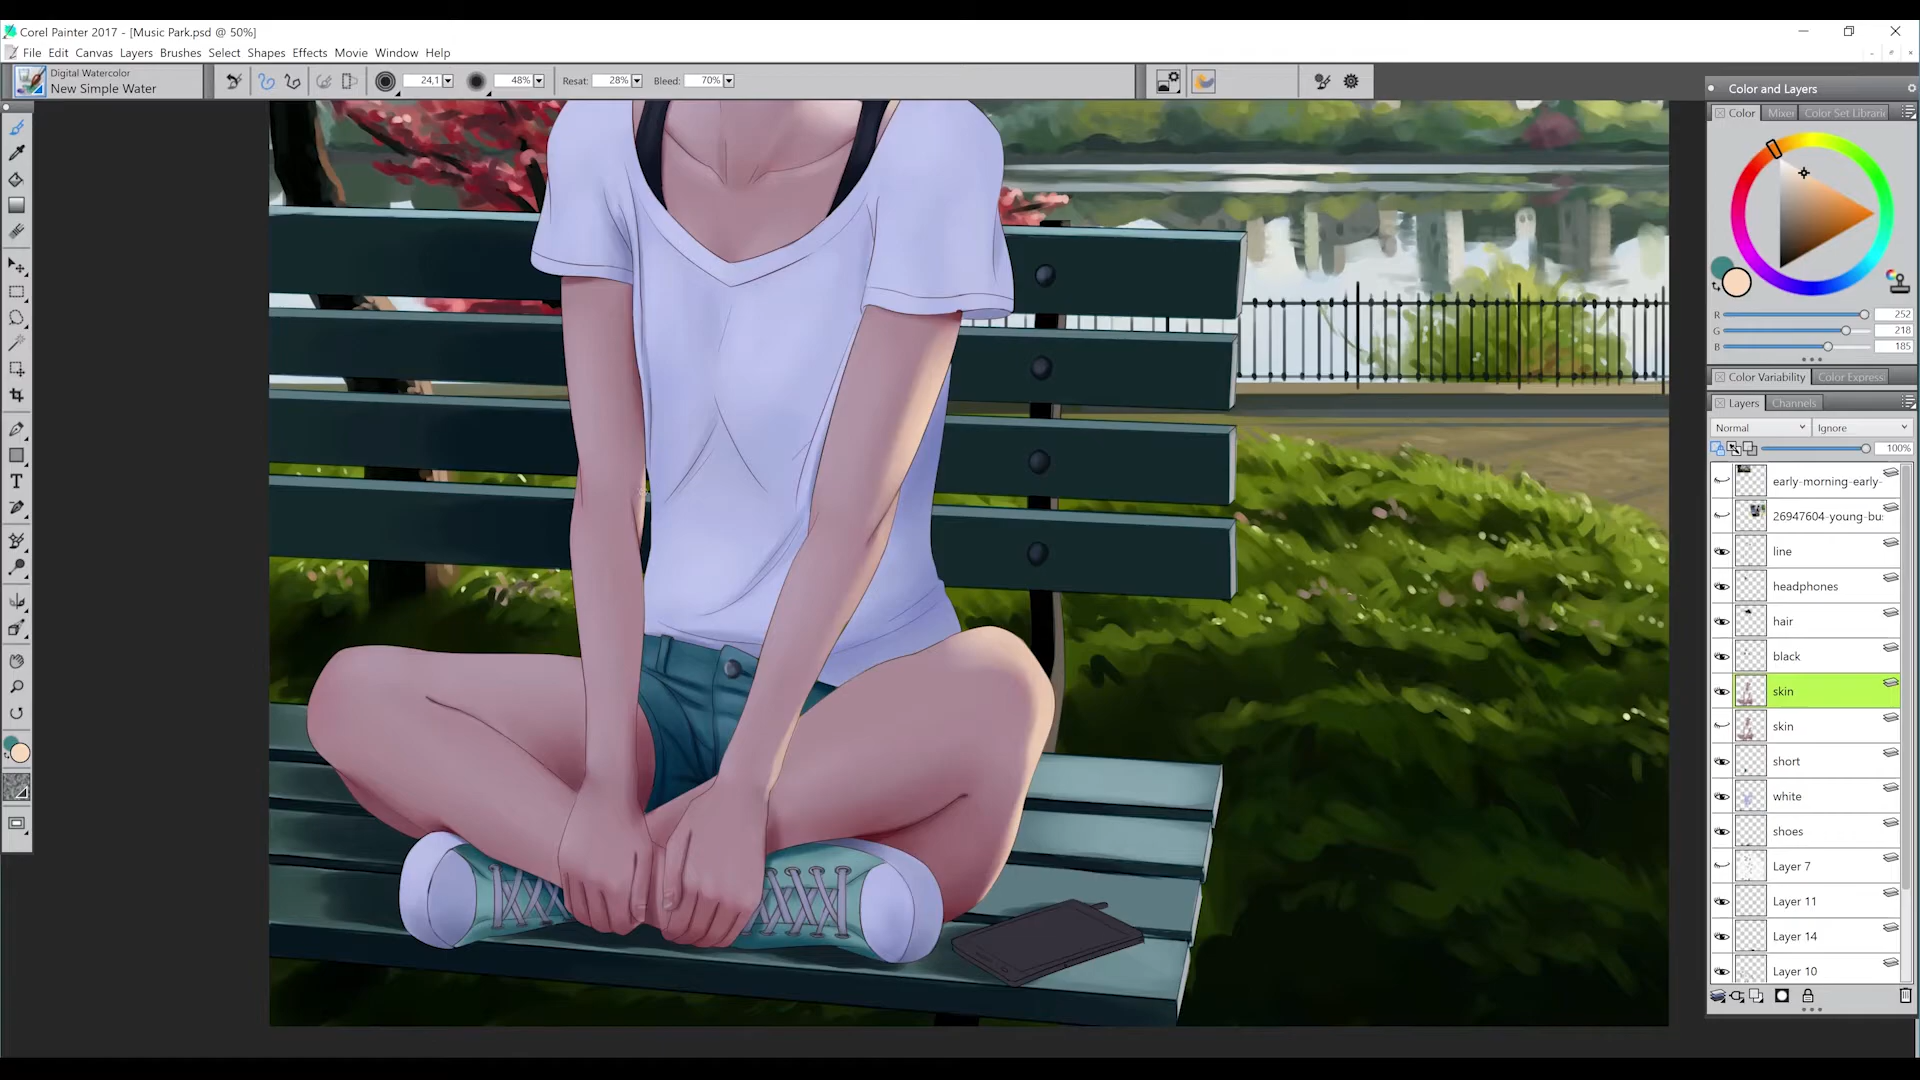 Corel Painter 2017 - [Music Park.psd @ 50%]
File Edit Canvas Layers Brushes Select Shapes Effects Movie Window Help
Digital Watercolor
New Simple Water
24,1
48%
Resat: 28%
Bleed: 70%
Color and Layers
Color Mixer Color Set Librari
R 252
G 218
B 185
Color Variability Color Express
Layers Channels
Normal Ignore
100%
early-morning-early-
26947604-young-bu:
line
headphones
hair
black
skin
skin
short
white
shoes
Layer 7
Layer 11
Layer 14
Layer 10
T